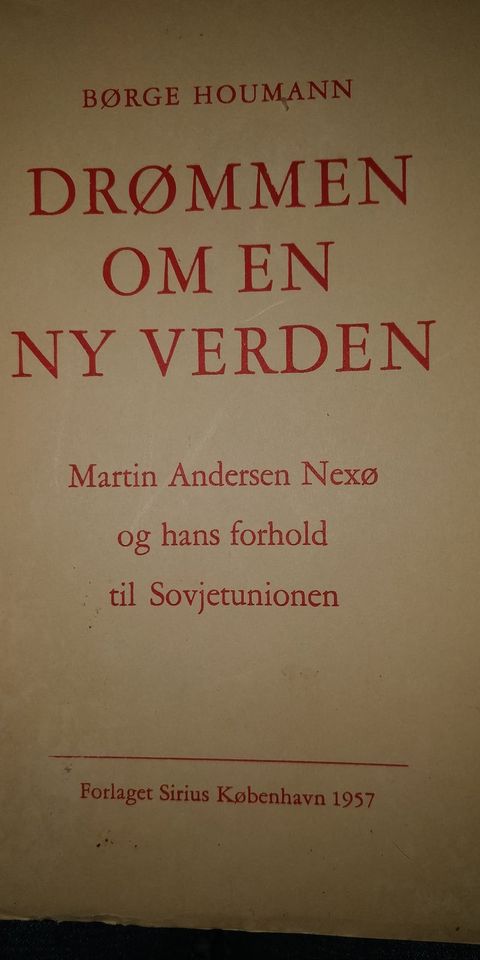 BØRGE HOUMANN
DRØMMEN
OM EN
NY VERDEN
Martin Andersen Nexø
og hans forhold
til Sovjetunionen
Forlaget Sirius København 1957